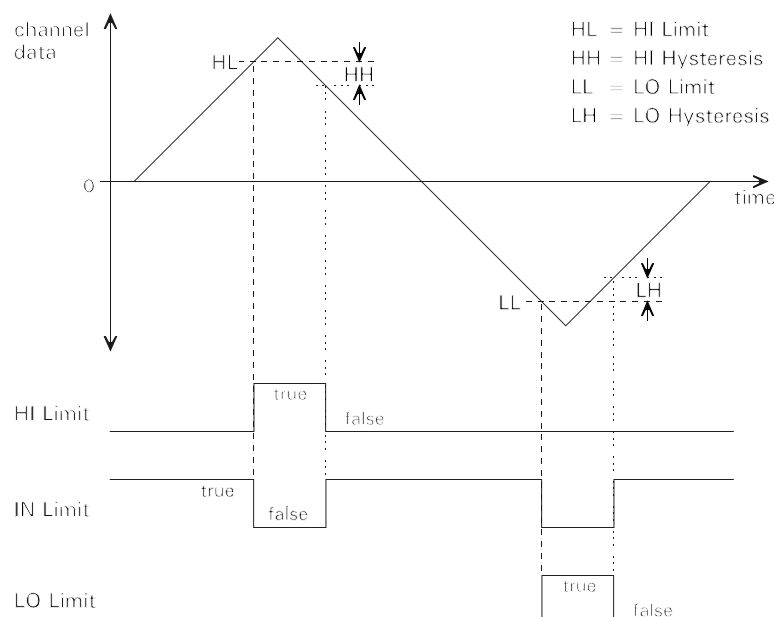 channel
data
HL
HH
HL = HI Limit
HH = HI Hysteresis
LL = LO Limit
LH = LO Hysteresis
0
time
LL
LH
HI Limit
true
false
IN Limit
true
false
LO Limit
true
false